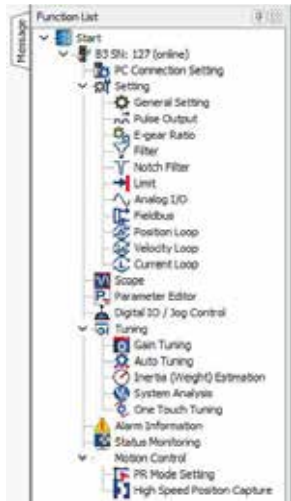 Message
Function List
Start
B3 SN: 127 (online)
PC Connection Setting
Setting
General Setting
Pulse Output
E-gear Ratio
Filter
Notch Filter
Limit
Analog I/O
Fieldbus
Position Loop
Velocity Loop
Current Loop
Scope
Parameter Editor
Digital IO / Jog Control
Tuning
Gain Tuning
Auto Tuning
Inertia (Weight) Estimation
System Analysis
One Touch Tuning
Alarm Information
Status Monitoring
Motion Control
PR Mode Setting
High Speed Position Capture